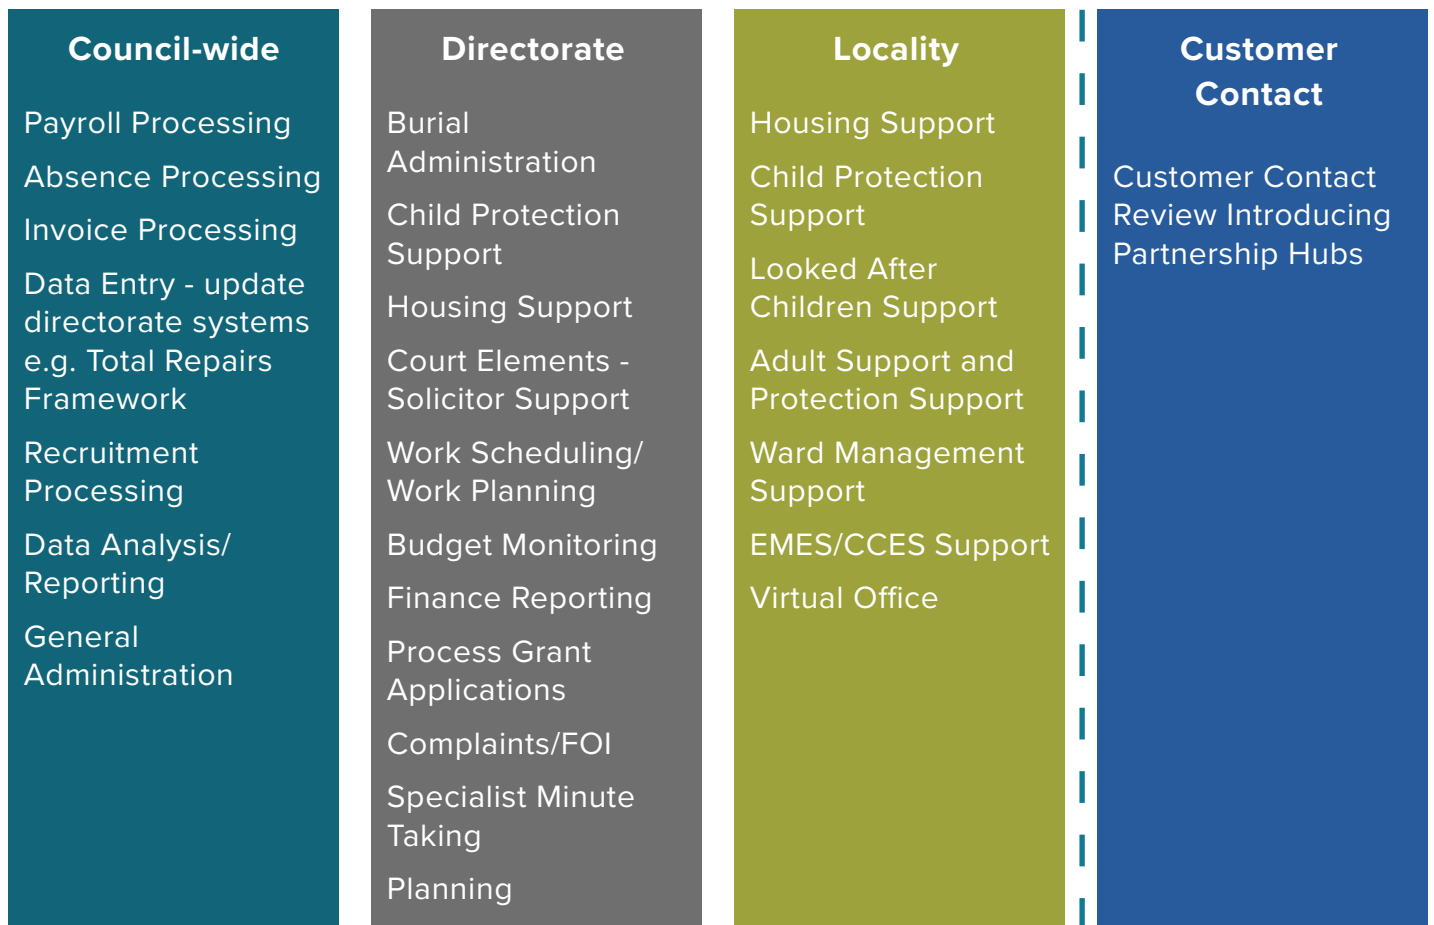 Council-wide
Payroll Processing
Absence Processing
Invoice Processing
Data Entry - update
directorate systems
e.g. Total Repairs
Framework
Recruitment
Processing
Data Analysis/
Reporting
General
Administration
Directorate
Burial
Administration
Child Protection
Support
Housing Support
Court Elements -
Solicitor Support
Work Scheduling/
Work Planning
Budget Monitoring
Finance Reporting
Process Grant
Applications
Complaints/FOI
Specialist Minute
Taking
Planning
Locality
Housing Support
Child Protection
Support
Looked After
Children Support
Adult Support and
Protection Support
Ward Management
Support
EMES/CCES Support
Virtual Office
Customer
Contact
Customer Contact
Review Introducing
Partnership Hubs